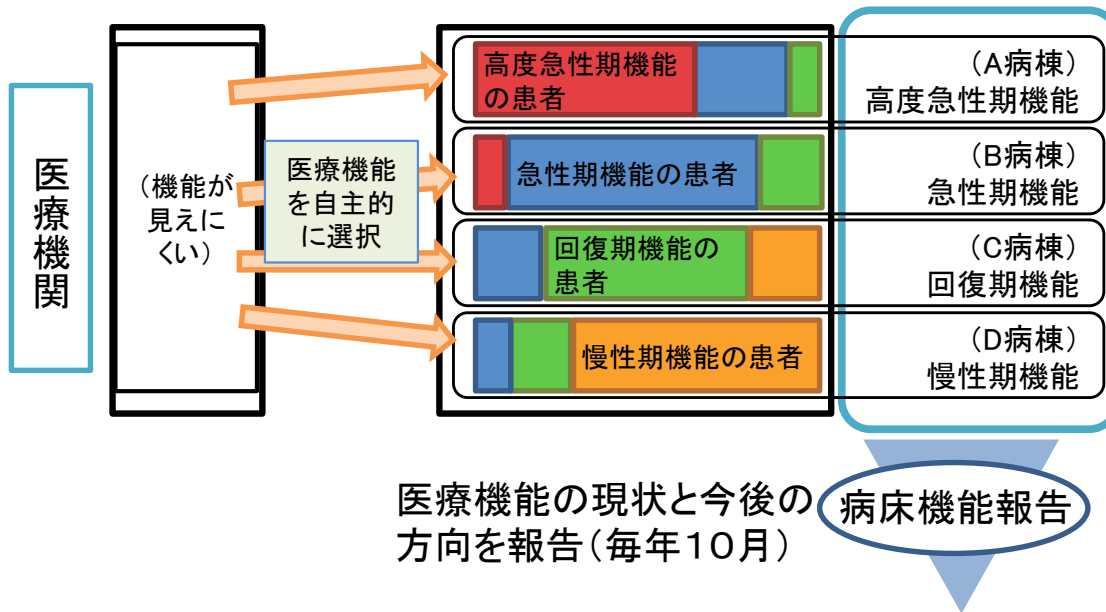 医療機関
（機能が
見えに
くい）
医療機能
を自主的
に選択
高度急性期機能
の患者
（A病棟）
高度急性期機能
急性期機能の患者
（B病棟）
急性期機能
回復期機能の
患者
（C病棟）
回復期機能
慢性期機能の患者
（D病棟）
慢性期機能
医療機能の現状と今後の
方向を報告（毎年１０月）
病床機能報告